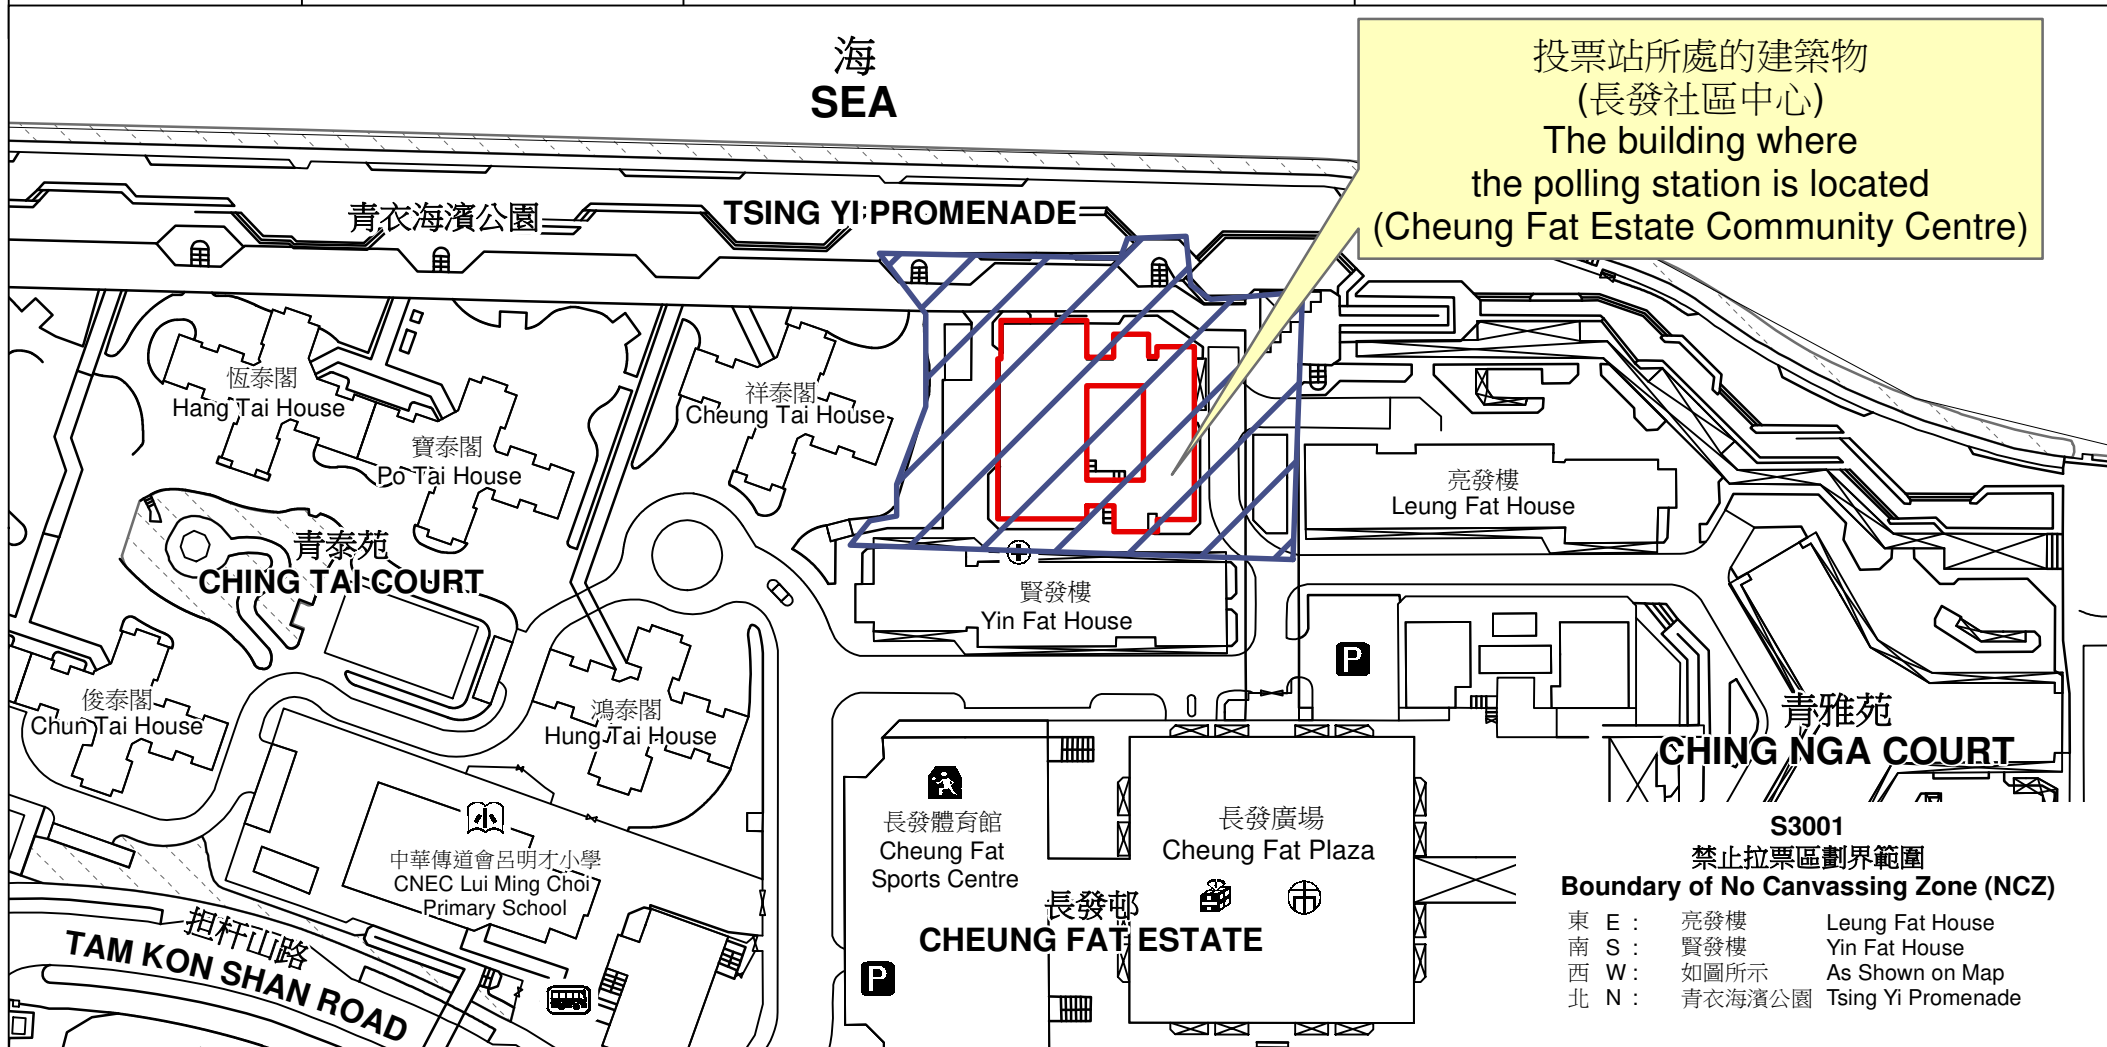 海
SEA
投票站所處的建築物
(長發社區中心)
The building where
the polling station is located
(Cheung Fat Estate Community Centre)
青衣海濱公園
TSING YI PROMENADE
恆泰閣
Hang Tai House
寶泰閣
Po Tai House
祥泰閣
Cheung Tai House
亮發樓
Leung Fat House
青泰苑
CHING TAI COURT
賢發樓
Yin Fat House
P
俊泰閣
Chun Tai House
鴻泰閣
Hung Tai House
青雅苑
CHING NGA COURT
小
中華傳道會呂明才小學
CNEC Lui Ming Choi
Primary School
長發體育館
Cheung Fat
Sports Centre
長發廣場
Cheung Fat Plaza
市
長發邨
CHEUNG FAT ESTATE
P
担杆山路
TAM KON SHAN ROAD
S3001
禁止拉票區劃界範圍
Boundary of No Canvassing Zone (NCZ)
東 E : 亮發樓 Leung Fat House
南 S : 賢發樓 Yin Fat House
西 W : 如圖所示 As Shown on Map
北 N : 青衣海濱公園 Tsing Yi Promenade